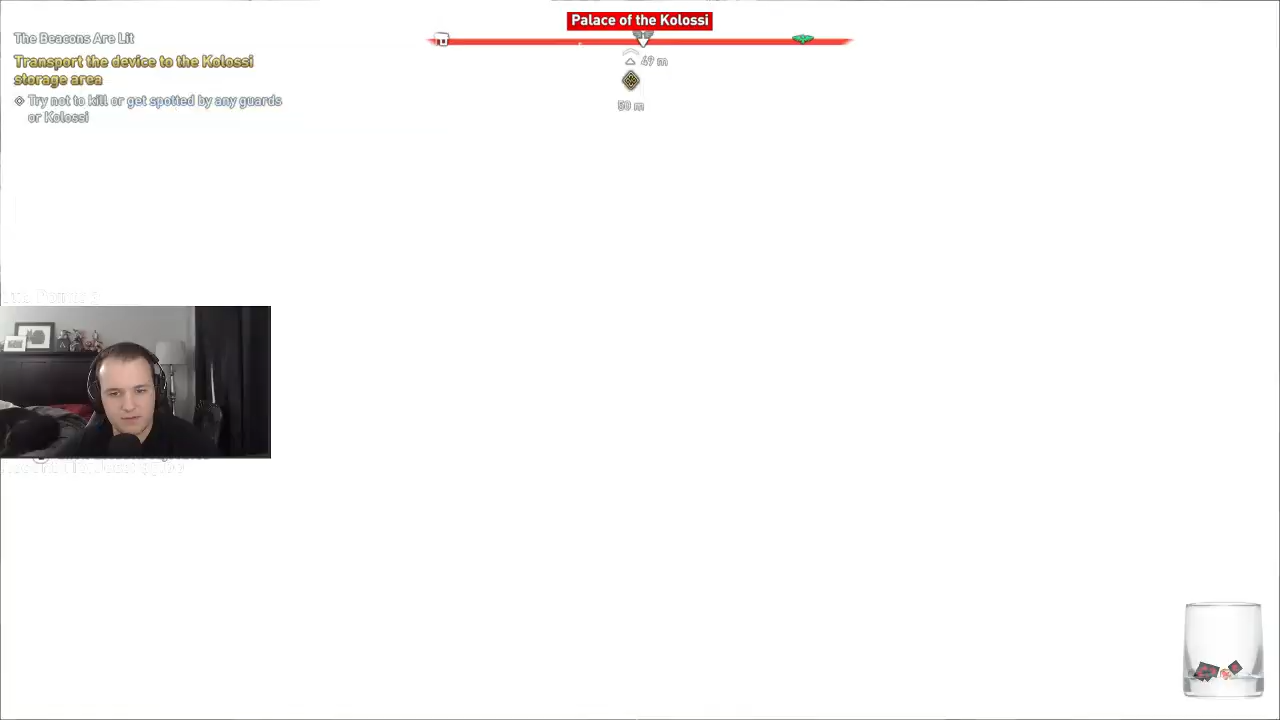 Palace of the Kolossi
The Beacons Are Lit
Transport the device to the Kolossi
storage area
Try not to kill or get spotted by any guards
or Kolossi
49 m
50 m